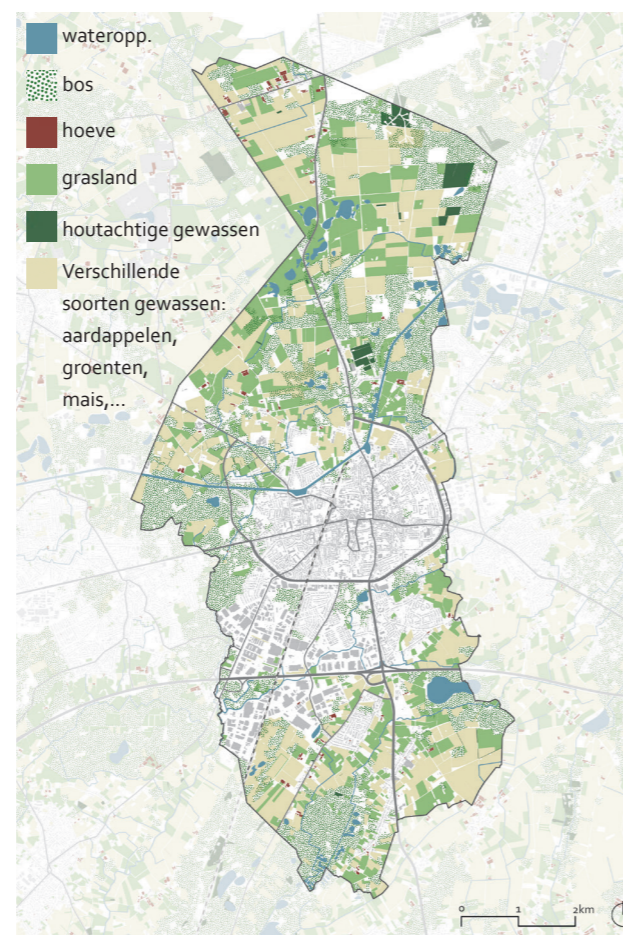 wateropp.
bos
hoeve
grasland
houtachtige gewassen
Verschillende
soorten gewassen:
aardappelen,
groenten,
mais,...
0 1 2km